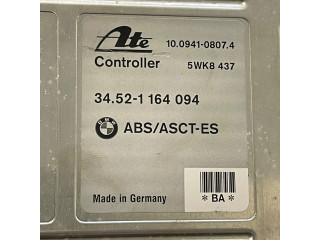 Ate 10.0941-0807.4
Controller 5WK8 437
34.52-1 164 094
BMW ABS/ASCT-ES
Made in Germany *BA*